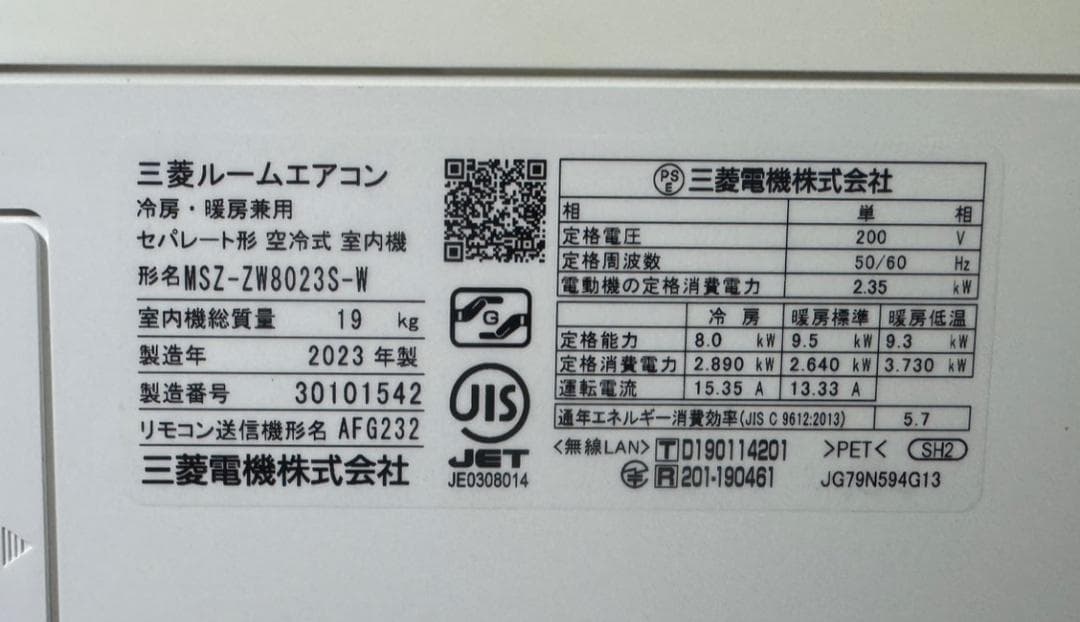 三菱ルームエアコン
冷房・暖房兼用
セパレート形 空冷式 室内機
形名 MSZ-ZW8023S-W
室内機総質量 19 kg
製造年 2023 年製
製造番号 30101542
リモコン送信機形名 AFG232
三菱電機株式会社
G
JIS
JET
JE0308014
PSE 三菱電機株式会社
相 単 相
定格電圧 200 V
定格周波数 50/60 Hz
電動機の定格消費電力 2.35 kW
冷 房 暖房標準 暖房低温
定格能力 8.0 kW 9.5 kW 9.3 kW
定格消費電力 2.890 kW 2.640 kW 3.730 kW
運転電流 15.35 A 13.33 A
通年エネルギー消費効率(JIS C 9612:2013) 5.7
<無線LAN> T D190114201 >PET< SH2
R 201-190461 JG79N594G13